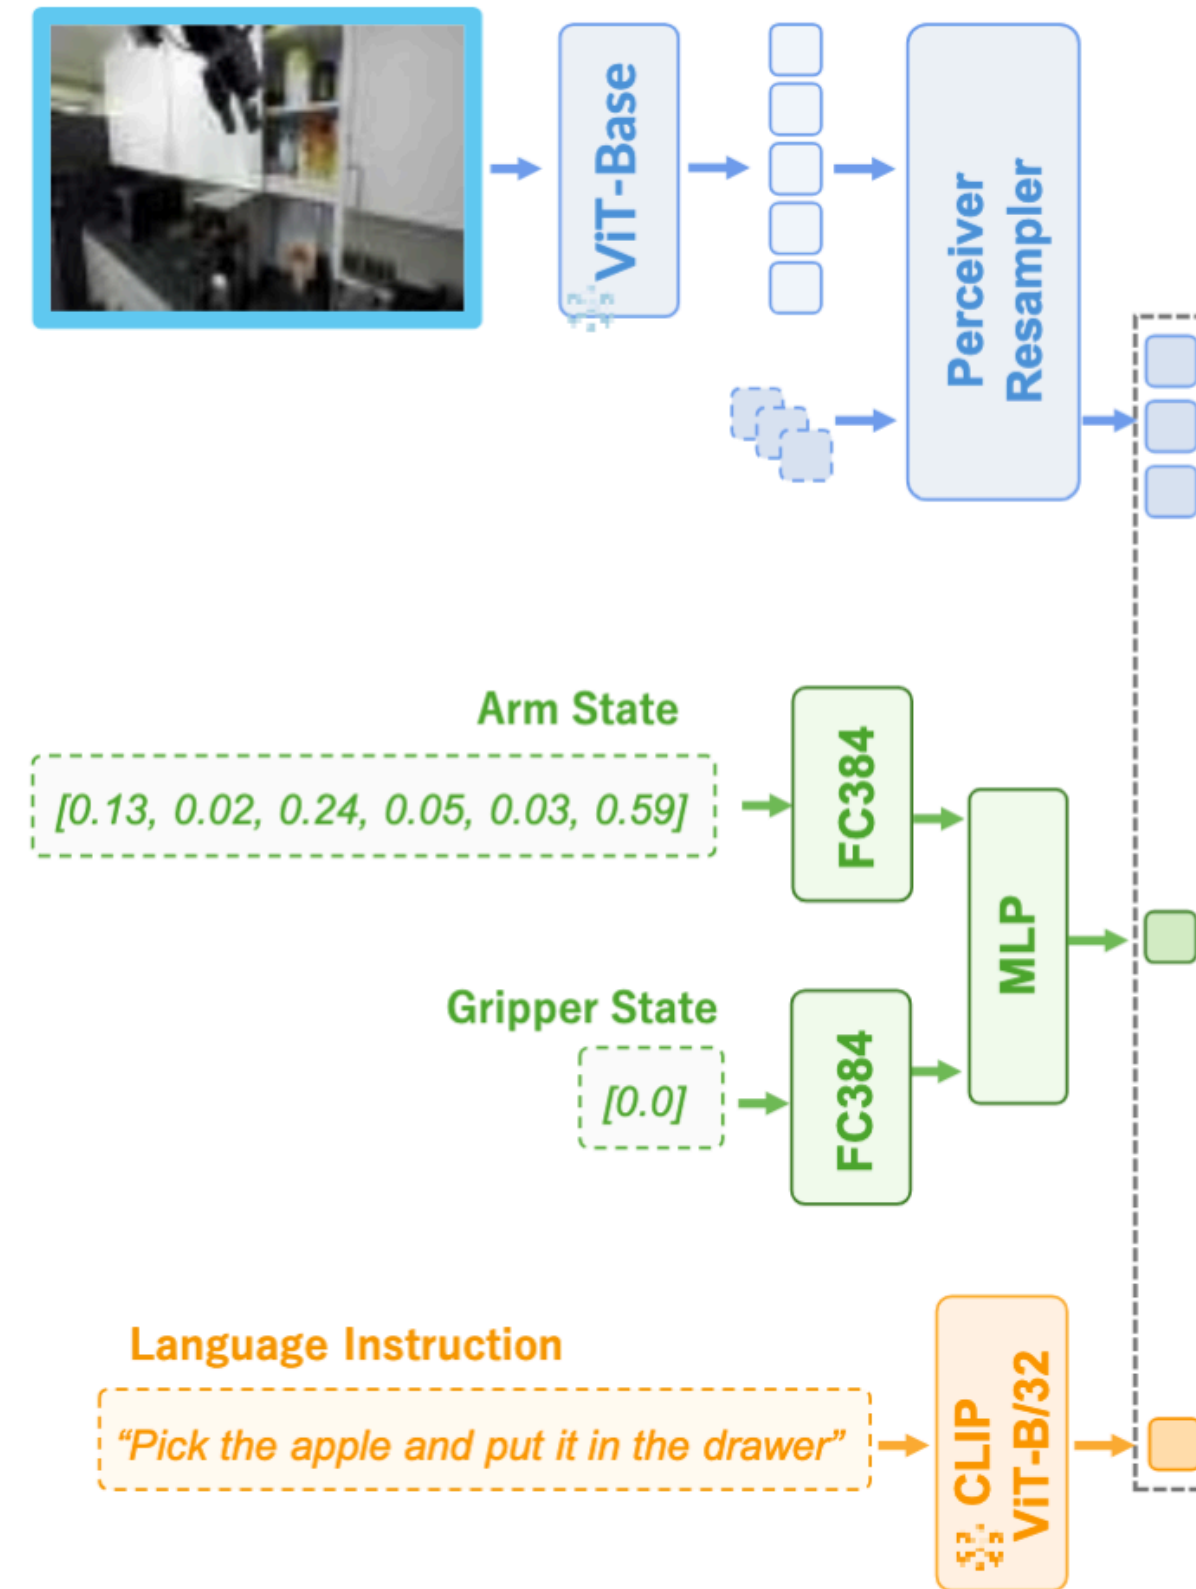 ViT-Base
Perceiver
Resampler
Arm State
[0.13, 0.02, 0.24, 0.05, 0.03, 0.59]
FC384
MLP
Gripper State
[0.0]
FC384
Language Instruction
“Pick the apple and put it in the drawer”
CLIP
ViT-B/32